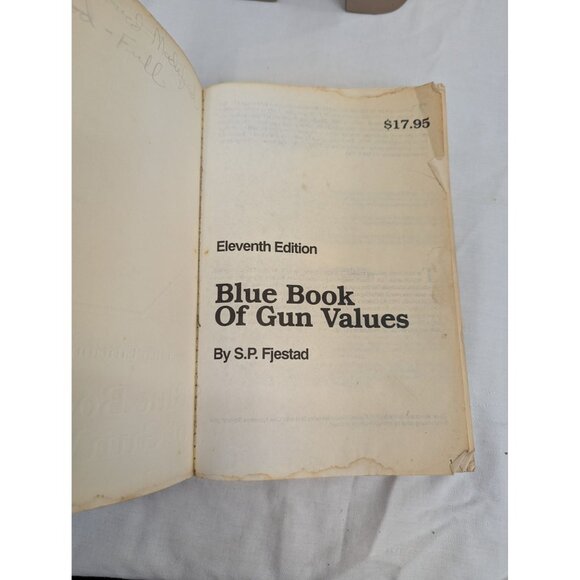 $17.95
Eleventh Edition
Blue Book
Of Gun Values
By S.P. Fjestad